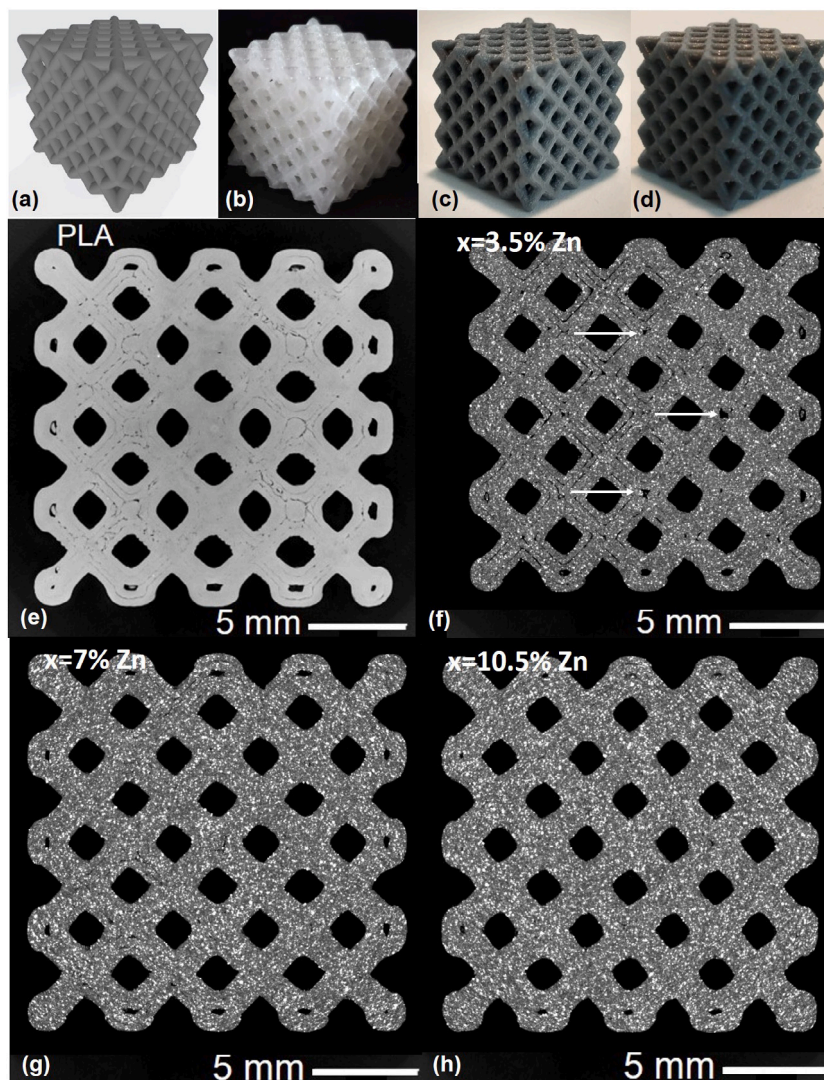 (a)
(b)
(c)
(d)
PLA
x=3.5% Zn
(e)
5 mm
(f)
5 mm
x=7% Zn
x=10.5% Zn
(g)
5 mm
(h)
5 mm